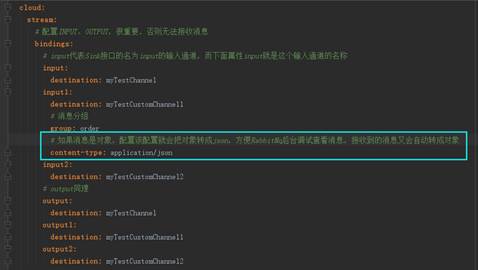 cloud:
stream:
# 配置INPUT, OUTPUT, 很重要, 否则无法接收消息
bindings:
# input代表Sink接口的名为input的输入通道, 而下面属性input就是这个输入通道的名称
input:
destination: myTestChannel
input1:
destination: myTestCustomChannel1
# 消息分组
group: order
# 如果消息是对象, 配置该配置就会把对象转成json, 方便RabbitMq后台调试查看消息, 接收到的消息又会自动转成对象
content-type: application/json
input2:
destination: myTestCustomChannel2
# output同理
output:
destination: myTestChannel
output1:
destination: myTestCustomChannel1
output2:
destination: myTestCustomChannel2